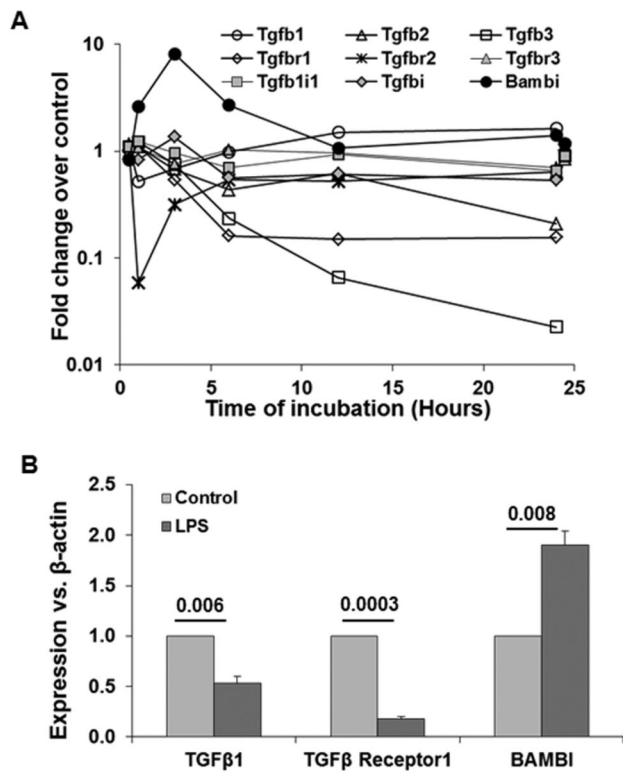 A
Tgfb1 Tgfb2 Tgfb3
Tgfbr1 Tgfbr2 Tgfbr3
Tgfb1i1 Tgfbi Bambi
Fold change over control
10
1
0.1
0.01
0 5 10 15 20 25
Time of incubation (Hours)
B
Expression vs. β-actin
2.5
2.0
1.5
1.0
0.5
0.0
Control
LPS
0.006
0.0003
0.008
TGFβ1 TGFβ Receptor1 BAMBI